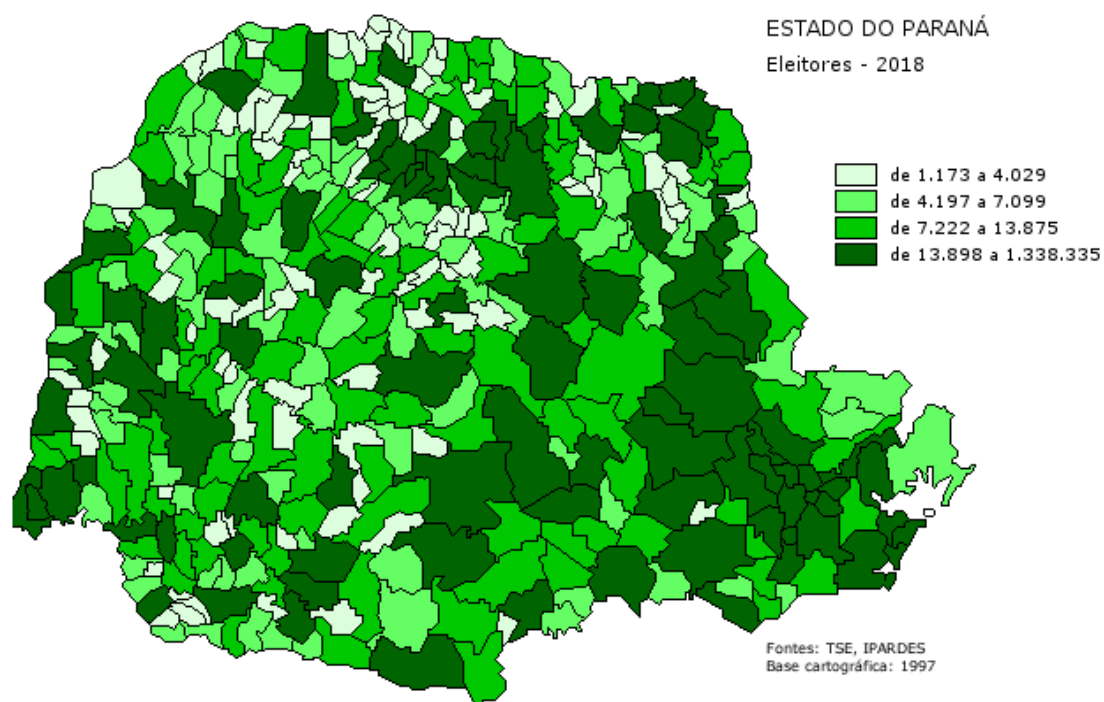 ESTADO DO PARANÁ
Eleitores - 2018
de 1.173 a 4.029
de 4.197 a 7.099
de 7.222 a 13.875
de 13.898 a 1.338.335
Fontes: TSE, IPARDES
Base cartográfica: 1997